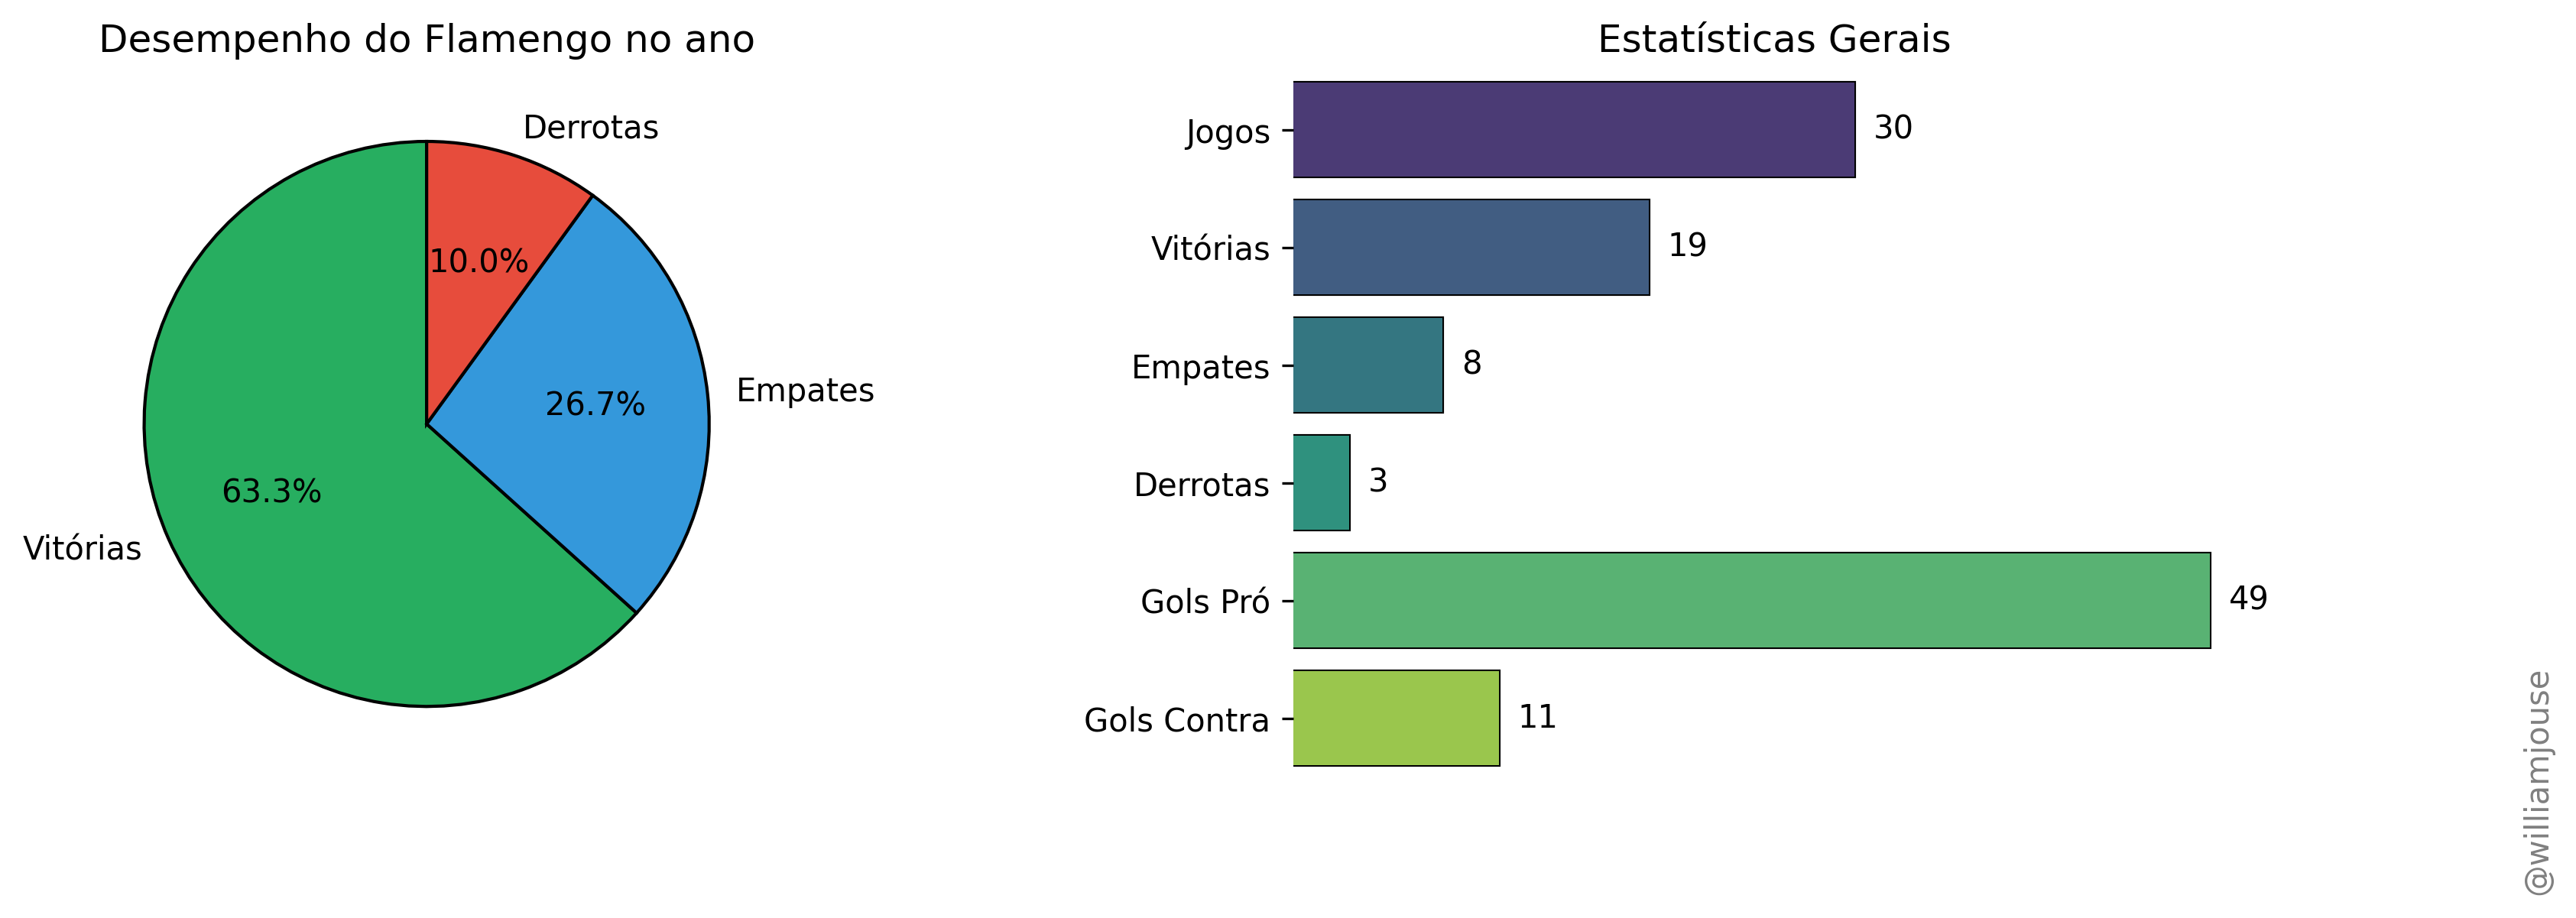 Desempenho do Flamengo no ano
Derrotas
10.0%
26.7%
Empates
63.3%
Vitórias
Estatísticas Gerais
Jogos 30
Vitórias 19
Empates 8
Derrotas 3
Gols Pró 49
Gols Contra 11
@williamjouse